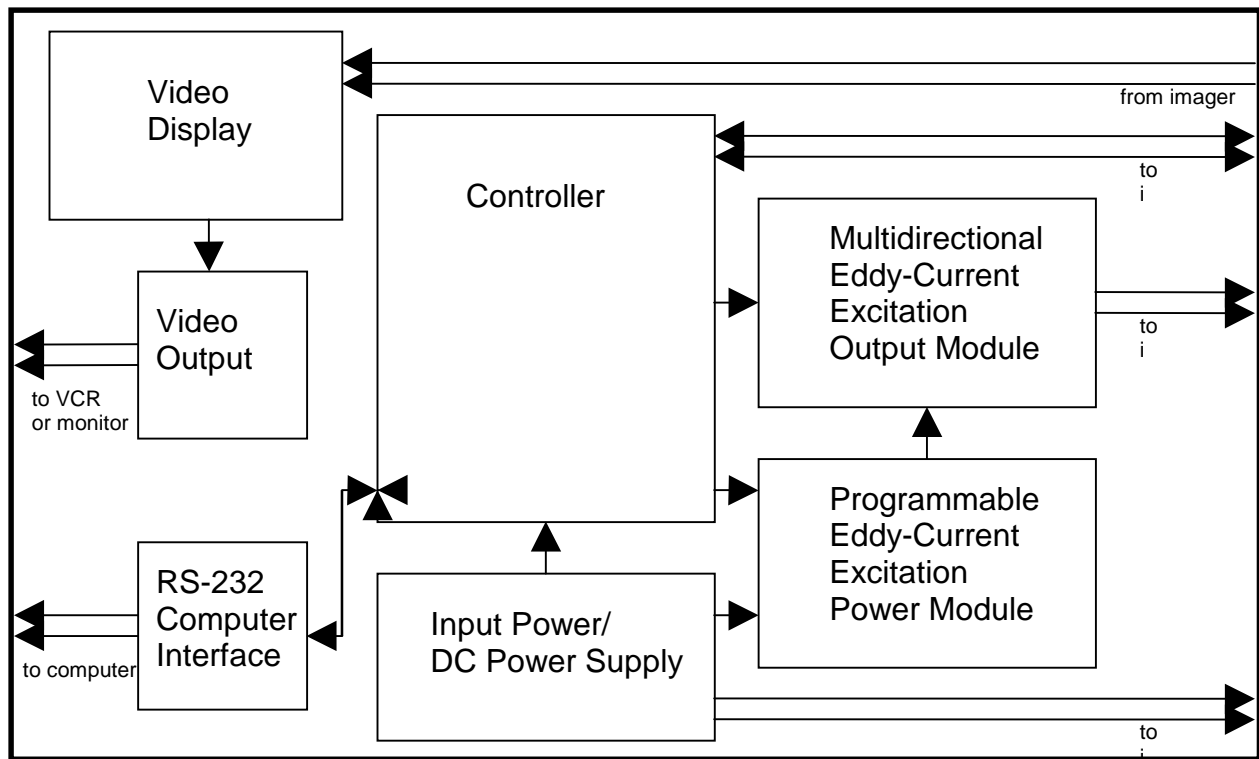 Video
Display
from imager
Controller
to
i
Multidirectional
Eddy-Current
Excitation
Output Module
to
i
Video
Output
to VCR
or monitor
Programmable
Eddy-Current
Excitation
Power Module
RS-232
Computer
Interface
to computer
Input Power/
DC Power Supply
to
i